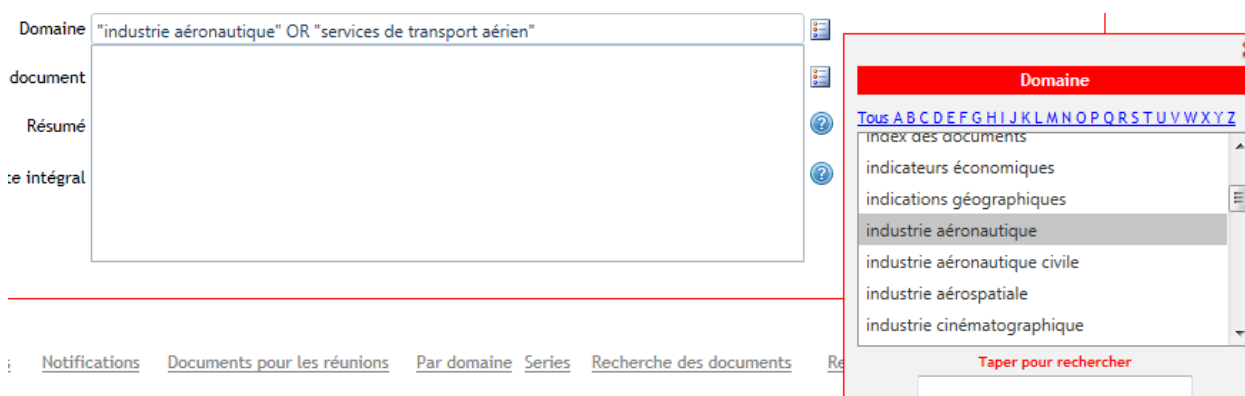 Domaine "industrie aéronautique" OR "services de transport aérien"
document
Résumé
intégral
Domaine
Tous A B C D E F G H I J K L M N O P Q R S T U V W X Y Z
index des documents
indicateurs économiques
indications géographiques
industrie aéronautique
industrie aéronautique civile
industrie aérospatiale
industrie cinématographique
Taper pour rechercher
Notifications Documents pour les réunions Par domaine Series Recherche des documents